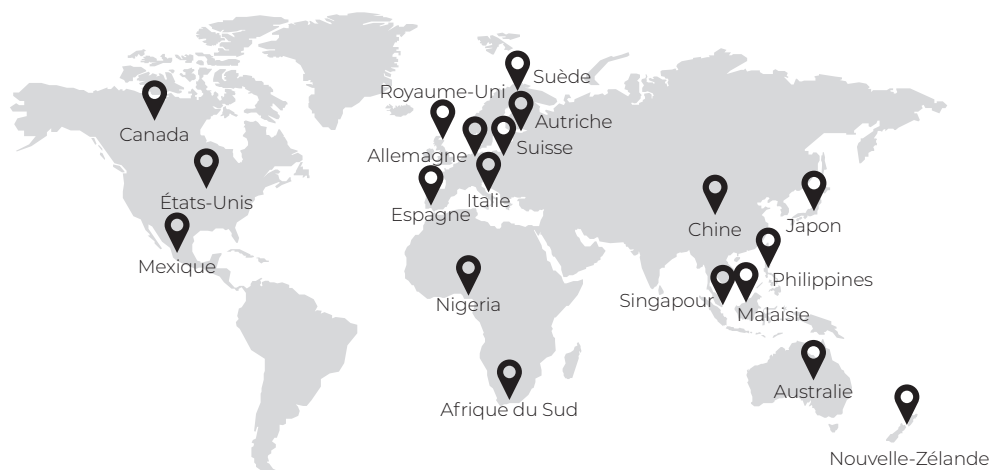 Suède
Royaume-Uni
Canada
Autriche
Allemagne
Suisse
États-Unis
Italie
Espagne
Japon
Chine
Mexique
Philippines
Singapour
Nigeria
Malaisie
Australie
Afrique du Sud
Nouvelle-Zélande